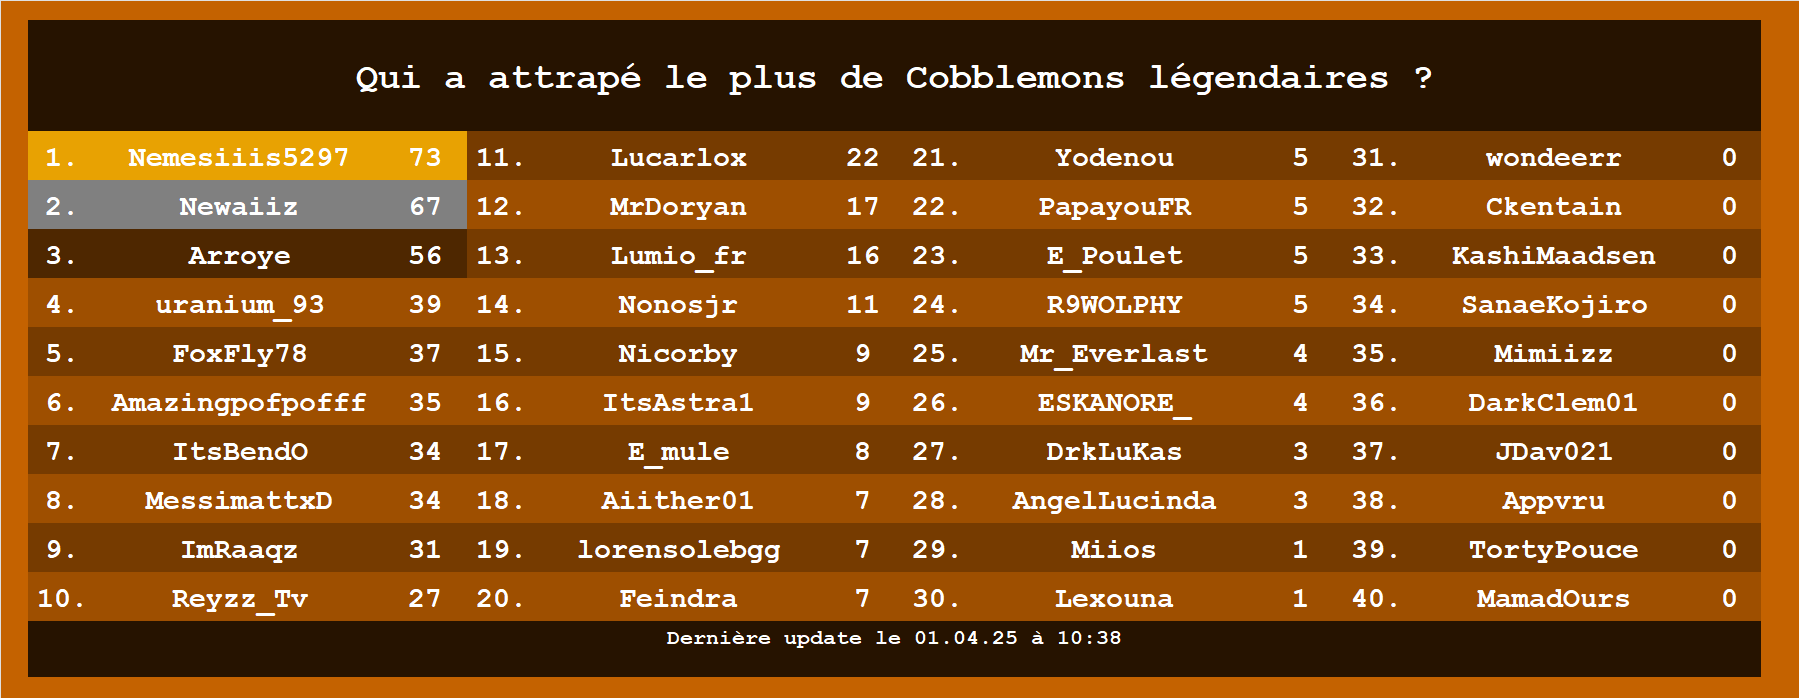 Qui a attrapé le plus de Cobblemons légendaires ?
1. Nemesiiis5297 73 11. Lucarlox 22 21. Yodenou 5 31. wondeerr 0
2. Newaiiz 67 12. MrDoryan 17 22. PapayouFR 5 32. Ckentain 0
3. Arroye 56 13. Lumio_fr 16 23. E_Poulet 5 33. KashiMaadsen 0
4. uranium_93 39 14. Nonosjr 11 24. R9WOLPHY 5 34. SanaeKojiro 0
5. FoxFly78 37 15. Nicorby 9 25. Mr_Everlast 4 35. Mimiizz 0
6. Amazingpofpofff 35 16. ItsAstra1 9 26. ESKANORE_ 4 36. DarkClem01 0
7. ItsBendO 34 17. E_mule 8 27. DrkLuKas 3 37. JDav021 0
8. MessimattxD 34 18. Aiither01 7 28. AngelLucinda 3 38. Appvru 0
9. ImRaaqz 31 19. lorensolebgg 7 29. Miios 1 39. TortyPouce 0
10. Reyzz_Tv 27 20. Feindra 7 30. Lexouna 1 40. MamadOurs 0
Dernière update le 01.04.25 à 10:38